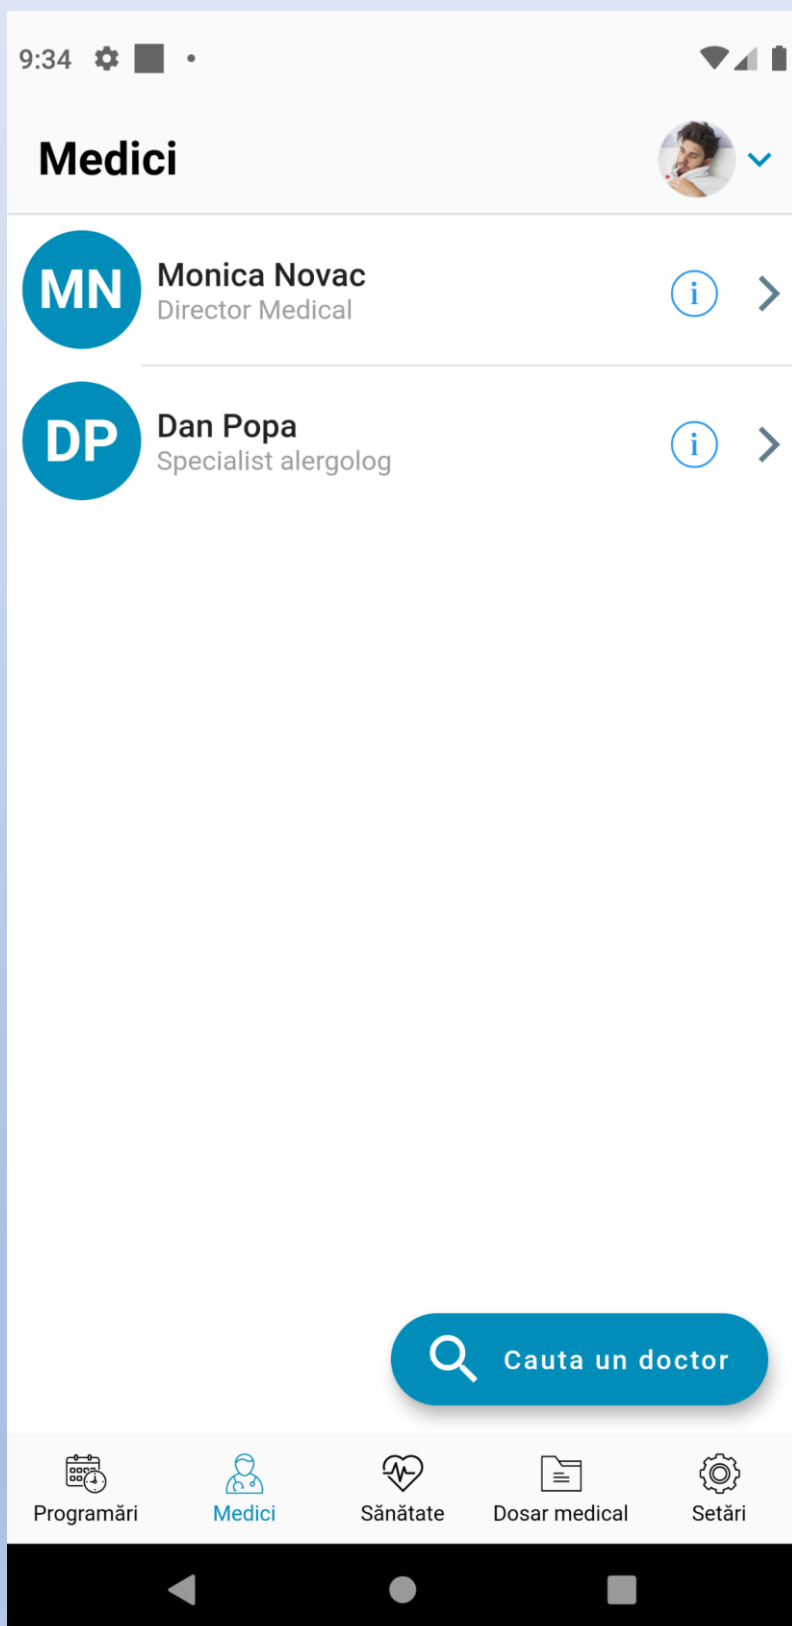 9:34
Medici
MN
Monica Novac
Director Medical
i
DP
Dan Popa
Specialist alergolog
i
Cauta un doctor
Programări
Medici
Sănătate
Dosar medical
Setări